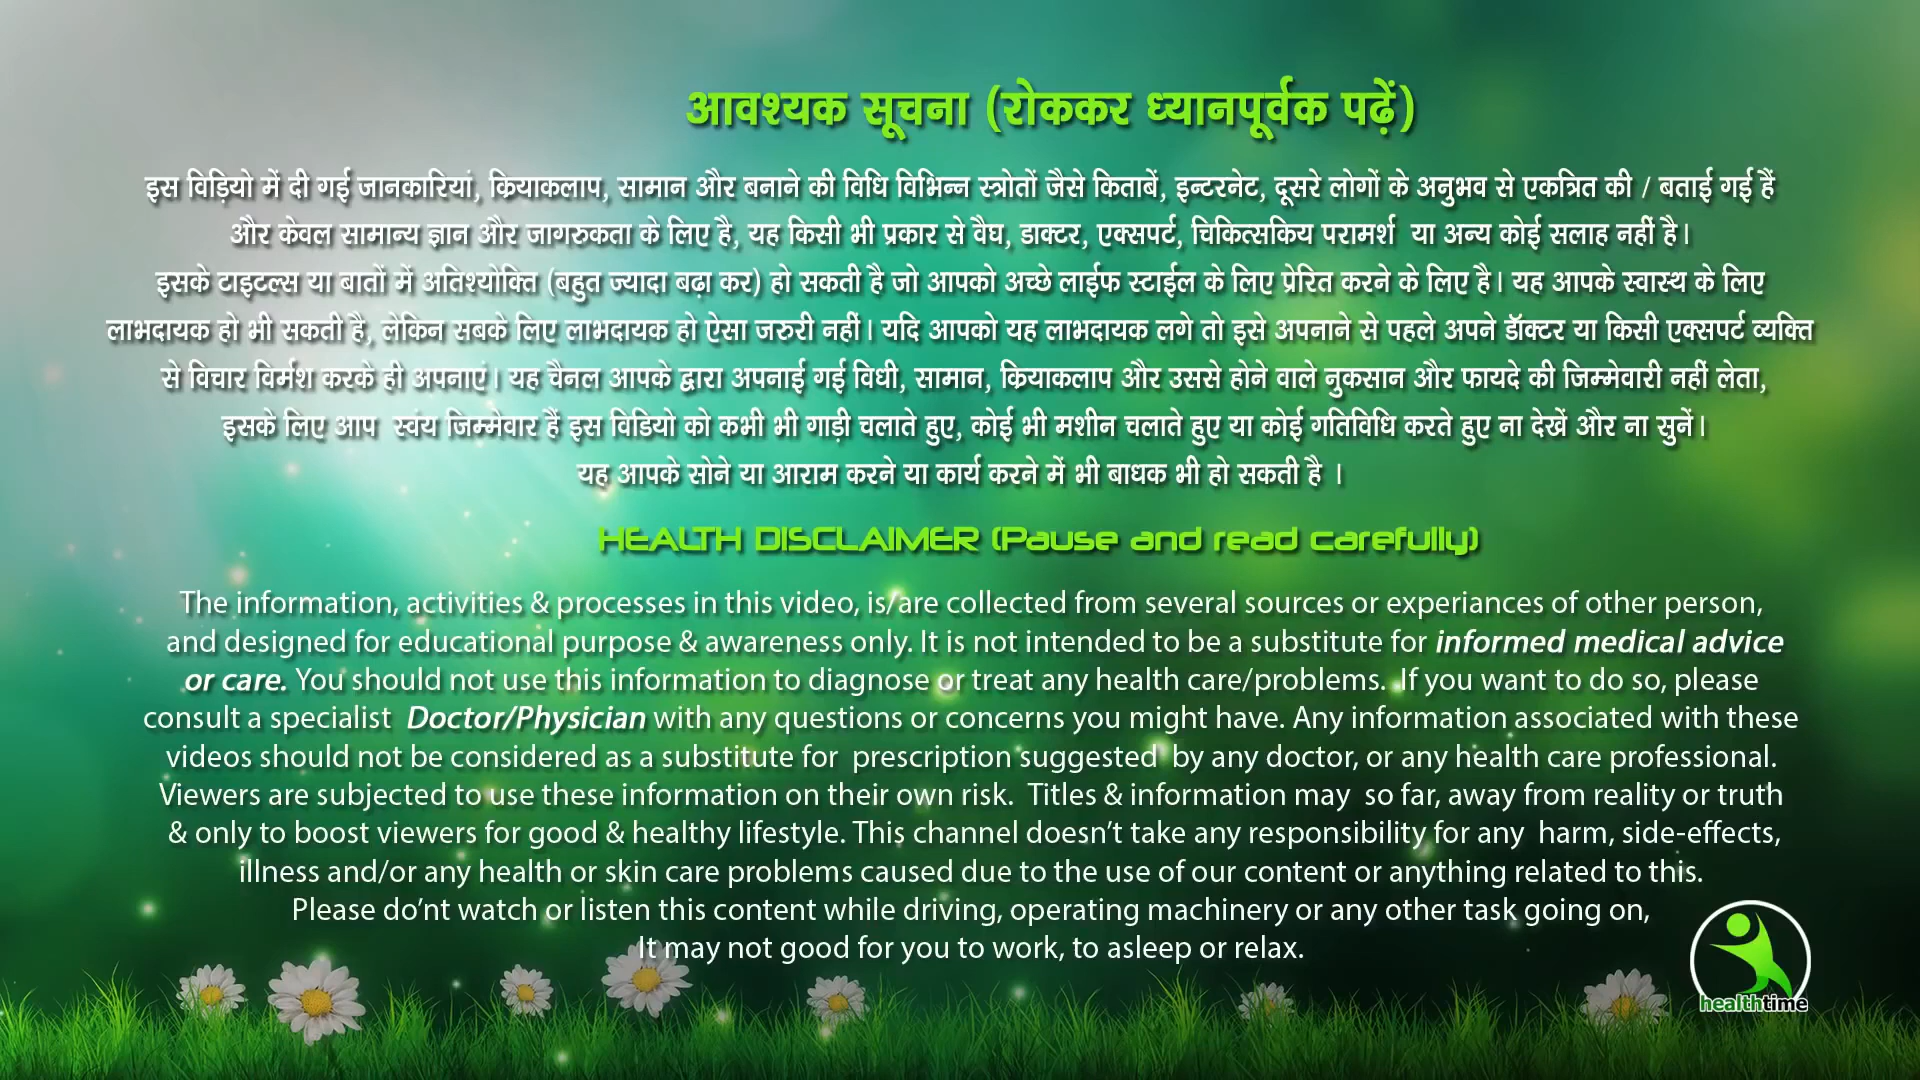 आवश्यक सूचना (रोककर ध्यानपूर्वक पढ़ें)
इस विड़ियो में दी गई जानकारियां, क्रियाकलाप, सामान और बनाने की विधि विभिन्न स्त्रोतों जैसे किताबें, इन्टरनेट, दूसरे लोगों के अनुभव से एकत्रित की / बताई गई हैं
और केवल सामान्य ज्ञान और जागरुकता के लिए है, यह किसी भी प्रकार से वैघ, डाक्टर, एक्सपर्ट, चिकित्सकिय परामर्श या अन्य कोई सलाह नहीं है।
इसके टाइटल्स या बातों में अतिश्योक्ति (बहुत ज्यादा बढ़ा कर) हो सकती है जो आपको अच्छे लाईफ स्टाईल के लिए प्रेरित करने के लिए है। यह आपके स्वास्थ के लिए
लाभदायक हो भी सकती है, लेकिन सबके लिए लाभदायक हो ऐसा जरुरी नहीं। यदि आपको यह लाभदायक लगे तो इसे अपनाने से पहले अपने डॅाक्टर या किसी एक्सपर्ट व्यक्ति
से विचार विर्मश करके ही अपनाएं। यह चैनल आपके द्वारा अपनाई गई विधी, सामान, क्रियाकलाप और उससे होने वाले नुकसान और फायदे की जिम्मेवारी नहीं लेता,
इसके लिए आप स्वंय जिम्मेवार हैं इस विडियो को कभी भी गाड़ी चलाते हुए, कोई भी मशीन चलाते हुए या कोई गतिविधि करते हुए ना देखें और ना सुनें।
यह आपके सोने या आराम करने या कार्य करने में भी बाधक भी हो सकती है ।
HEALTH DISCLAIMER (Pause and read carefully)
The information, activities & processes in this video, is/are collected from several sources or experiances of other person,
and designed for educational purpose & awareness only. It is not intended to be a substitute for informed medical advice
or care. You should not use this information to diagnose or treat any health care/problems. If you want to do so, please
consult a specialist Doctor/Physician with any questions or concerns you might have. Any information associated with these
videos should not be considered as a substitute for prescription suggested by any doctor, or any health care professional.
Viewers are subjected to use these information on their own risk. Titles & information may so far, away from reality or truth
& only to boost viewers for good & healthy lifestyle. This channel doesn't take any responsibility for any harm, side-effects,
illness and/or any health or skin care problems caused due to the use of our content or anything related to this.
Please do'nt watch or listen this content while driving, operating machinery or any other task going on,
It may not good for you to work, to asleep or relax.
healthtime